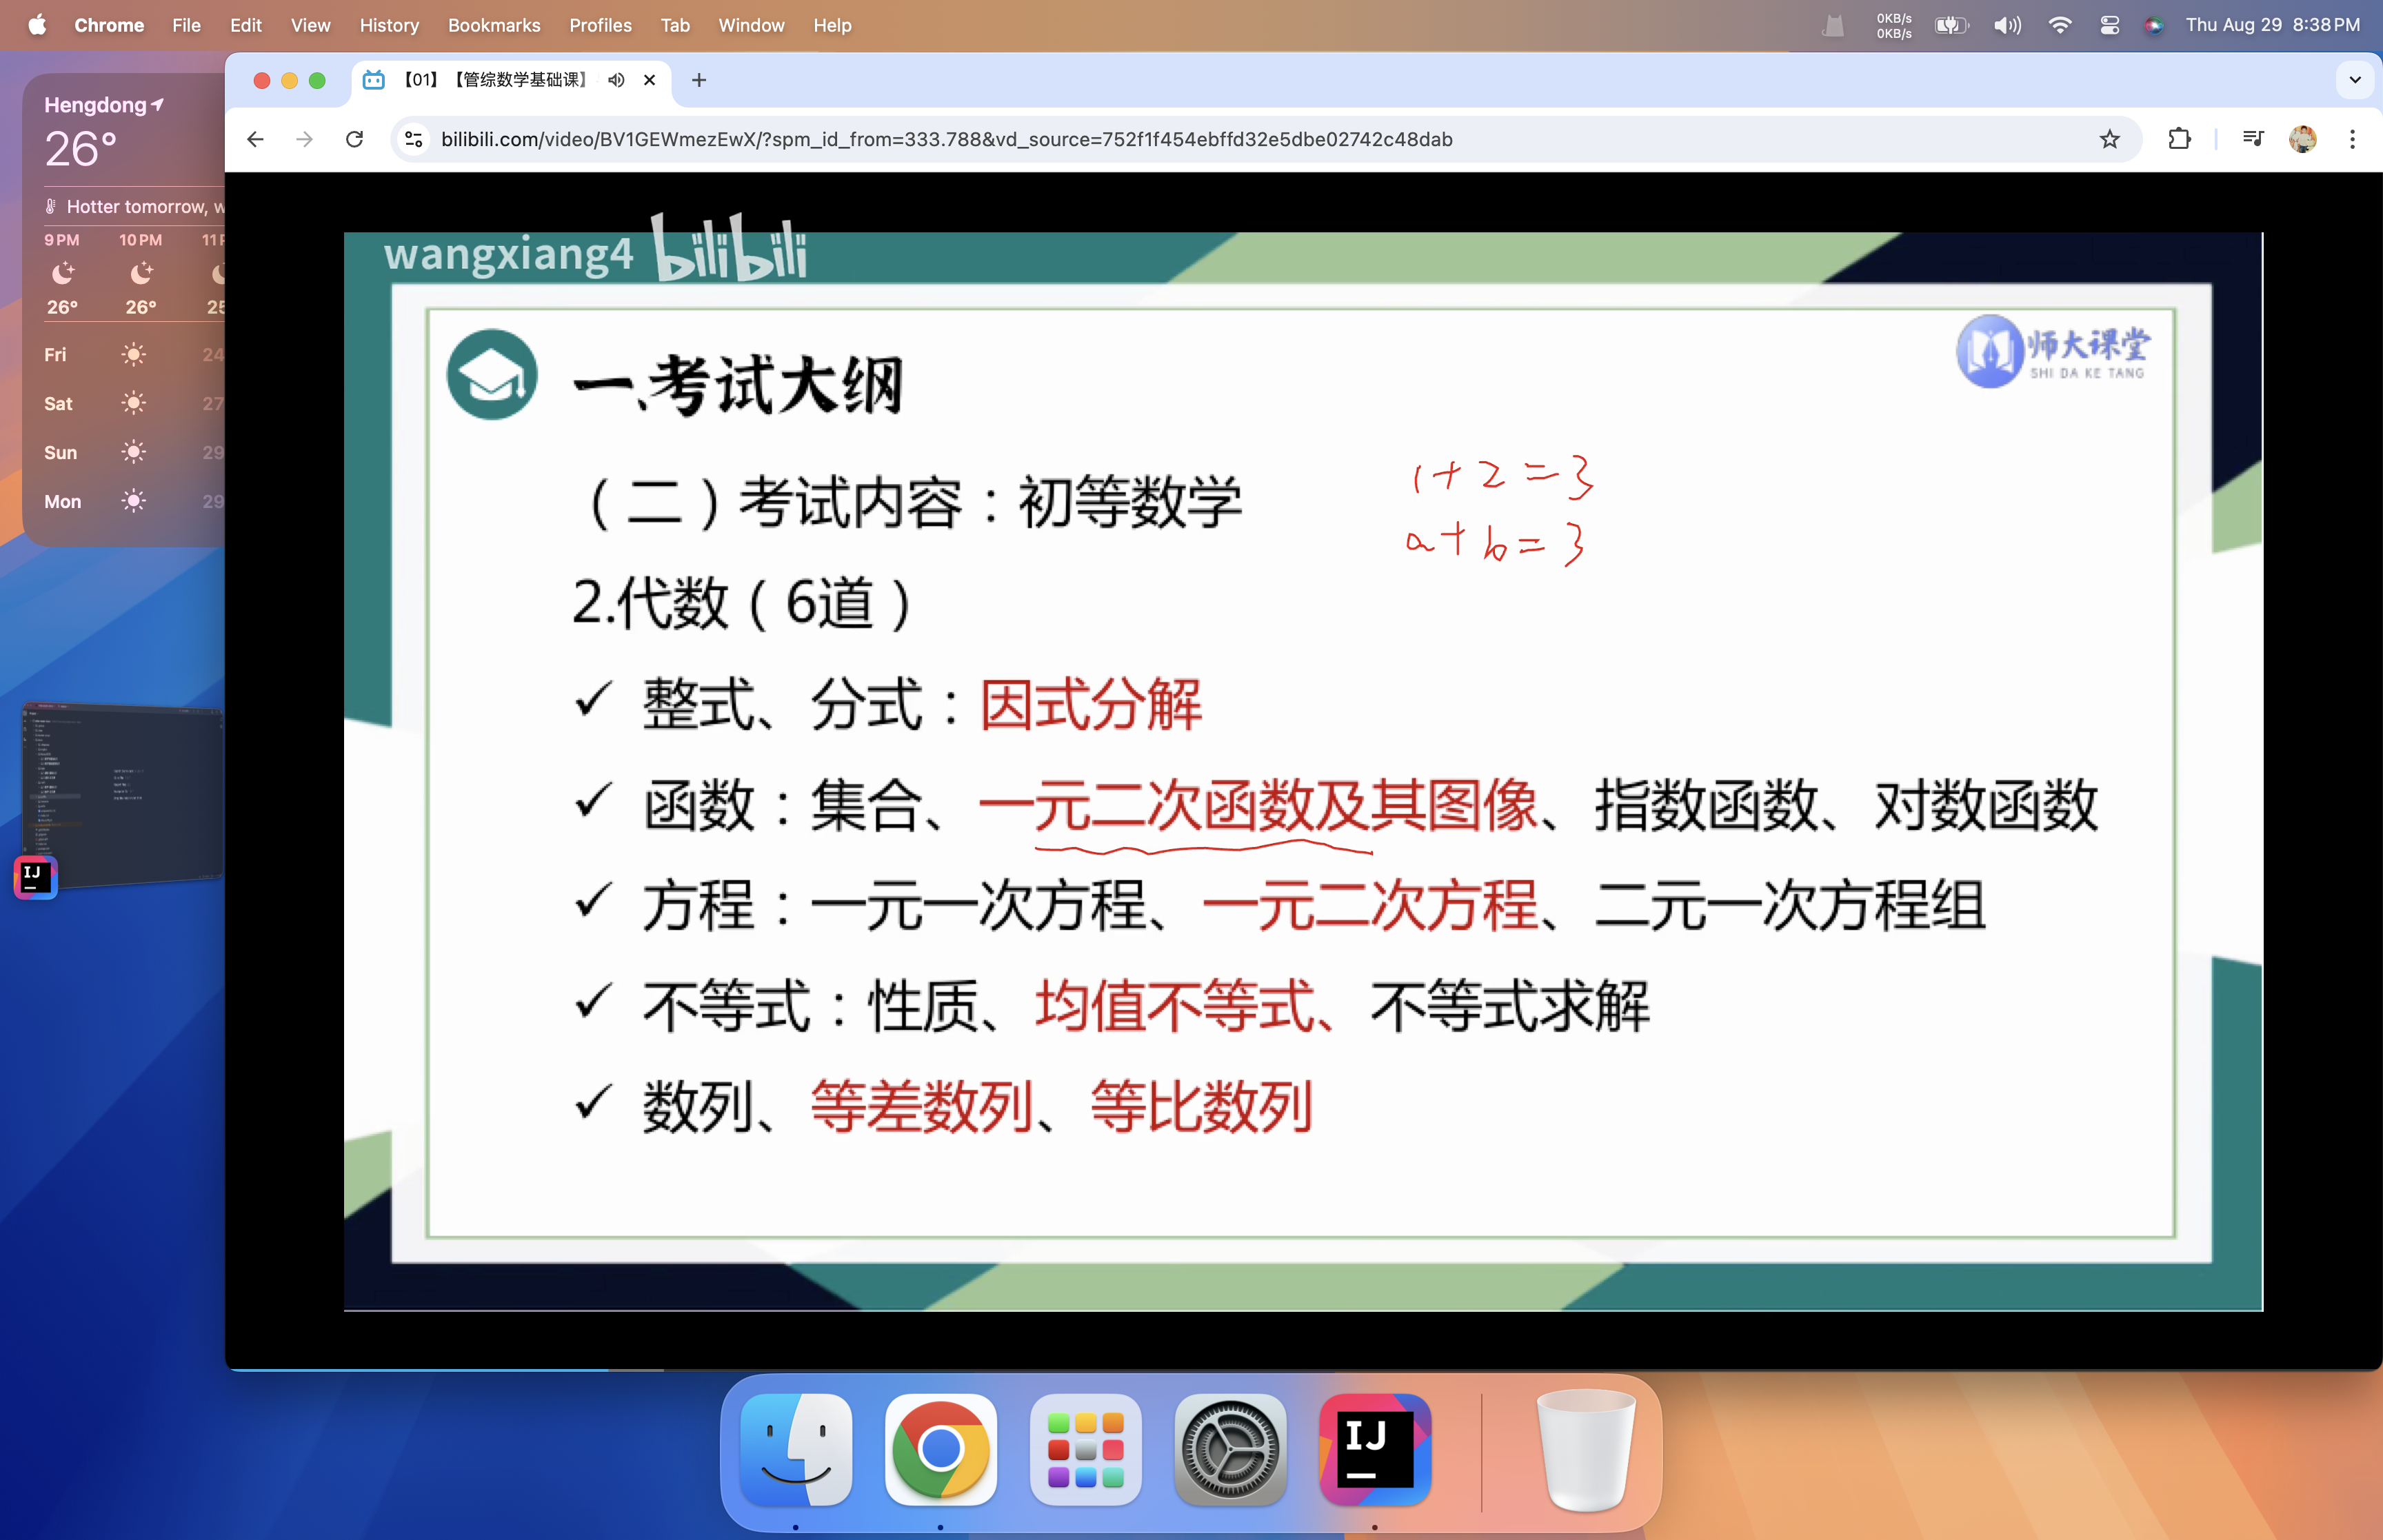 Chrome File Edit View History Bookmarks Profiles Tab Window Help
0KB/s
0KB/s
Thu Aug 29 8:38 PM
Hengdong
26°
Hotter tomorrow, w
9 PM 10 PM 11
26° 26° 25
Fri 24
Sat 27
Sun 29
Mon 29
【01】【管综数学基础课】
bilibili.com/video/BV1GEWmezEwX/?spm_id_from=333.788&vd_source=752f1f454ebffd32e5dbe02742c48dab
wangxiang4 bilibili
师大课堂
SHI DA KE TANG
一、考试大纲
（二）考试内容：初等数学
1+2=3
a+b=3
2.代数（6道）
✓ 整式、分式：因式分解
✓ 函数：集合、一元二次函数及其图像、指数函数、对数函数
✓ 方程：一元一次方程、一元二次方程、二元一次方程组
✓ 不等式：性质、均值不等式、不等式求解
✓ 数列、等差数列、等比数列
IJ
IJ